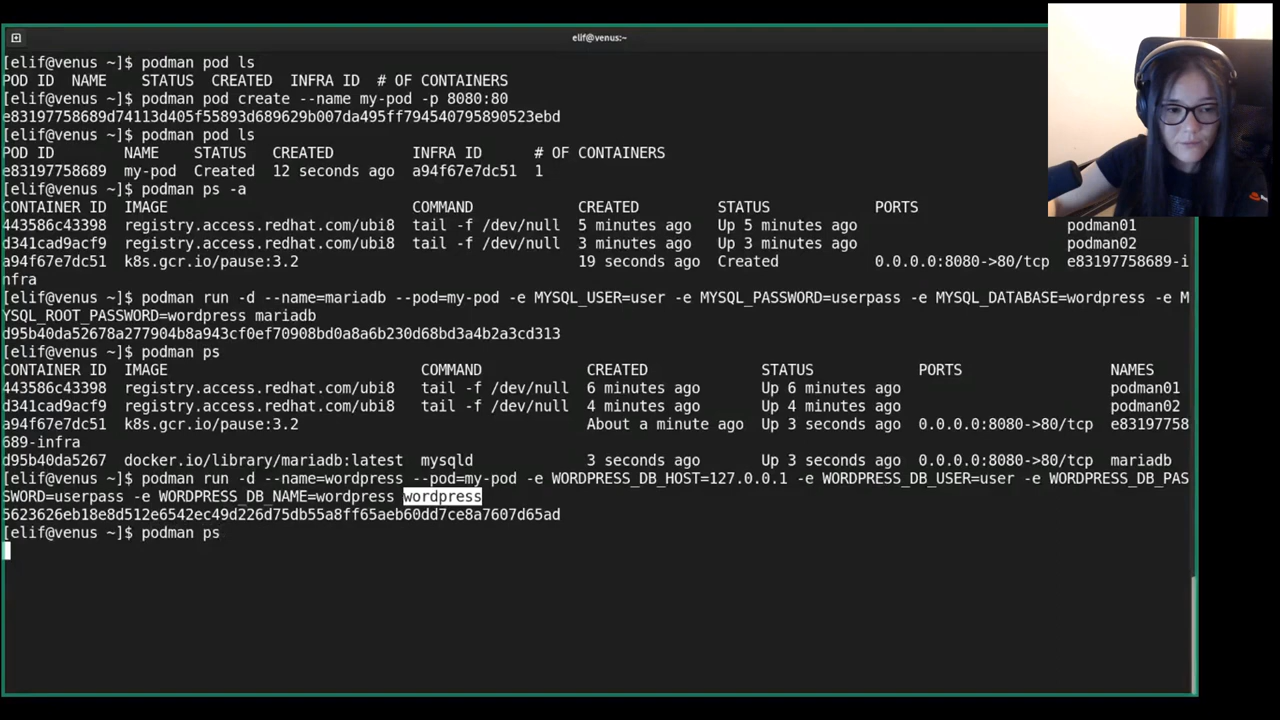 elif@venus:~
[elif@venus ~]$ podman pod ls
POD ID  NAME    STATUS  CREATED  INFRA ID  # OF CONTAINERS
[elif@venus ~]$ podman pod create --name my-pod -p 8080:80
e83197758689d74113d405f55893d689629b007da495ff794540795890523ebd
[elif@venus ~]$ podman pod ls
POD ID        NAME    STATUS   CREATED         INFRA ID      # OF CONTAINERS
e83197758689  my-pod  Created  12 seconds ago  a94f67e7dc51  1
[elif@venus ~]$ podman ps -a
CONTAINER ID  IMAGE                            COMMAND            CREATED         STATUS            PORTS
443586c43398  registry.access.redhat.com/ubi8  tail -f /dev/null  5 minutes ago   Up 5 minutes ago                        podman01
d341cad9acf9  registry.access.redhat.com/ubi8  tail -f /dev/null  3 minutes ago   Up 3 minutes ago                        podman02
a94f67e7dc51  k8s.gcr.io/pause:3.2                                19 seconds ago  Created           0.0.0.0:8080->80/tcp  e83197758689-i
nfra
[elif@venus ~]$ podman run -d --name=mariadb --pod=my-pod -e MYSQL_USER=user -e MYSQL_PASSWORD=userpass -e MYSQL_DATABASE=wordpress -e M
YSQL_ROOT_PASSWORD=wordpress mariadb
d95b40da52678a277904b8a943cf0ef70908bd0a8a6b230d68bd3a4b2a3cd313
[elif@venus ~]$ podman ps
CONTAINER ID  IMAGE                             COMMAND            CREATED             STATUS            PORTS                 NAMES
443586c43398  registry.access.redhat.com/ubi8   tail -f /dev/null  6 minutes ago       Up 6 minutes ago                        podman01
d341cad9acf9  registry.access.redhat.com/ubi8   tail -f /dev/null  4 minutes ago       Up 4 minutes ago                        podman02
a94f67e7dc51  k8s.gcr.io/pause:3.2                                 About a minute ago  Up 3 seconds ago  0.0.0.0:8080->80/tcp  e83197758
689-infra
d95b40da5267  docker.io/library/mariadb:latest  mysqld             3 seconds ago       Up 3 seconds ago  0.0.0.0:8080->80/tcp  mariadb
[elif@venus ~]$ podman run -d --name=wordpress --pod=my-pod -e WORDPRESS_DB_HOST=127.0.0.1 -e WORDPRESS_DB_USER=user -e WORDPRESS_DB_PAS
SWORD=userpass -e WORDPRESS_DB_NAME=wordpress wordpress
5623626eb18e8d512e6542ec49d226d75db55a8ff65aeb60dd7ce8a7607d65ad
[elif@venus ~]$ podman ps